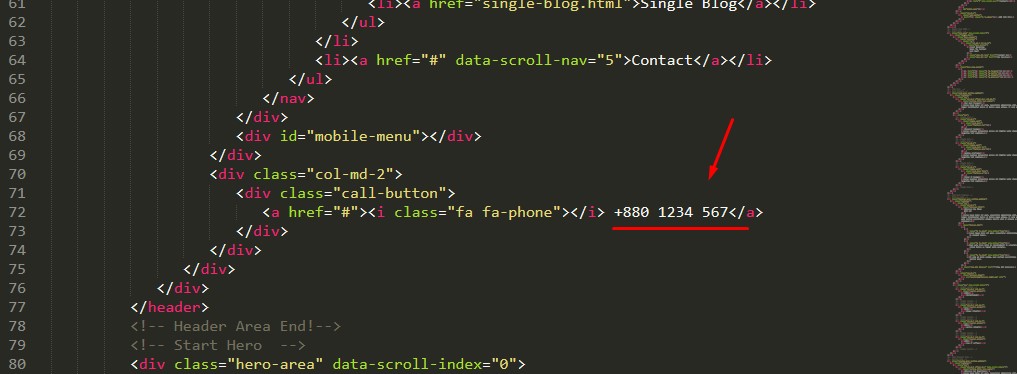 61 <li><a href="single-blog.html">Single Blog</a></li>
62 </ul>
63 </li>
64 <li><a href="#" data-scroll-nav="5">Contact</a></li>
65 </ul>
66 </nav>
67 </div>
68 <div id="mobile-menu"></div>
69 </div>
70 <div class="col-md-2">
71 <div class="call-button">
72 <a href="#"><i class="fa fa-phone"></i> +880 1234 567</a>
73 </div>
74 </div>
75 </div>
76 </div>
77 </header>
78 <!-- Header Area End!-->
79 <!-- Start Hero  -->
80 <div class="hero-area" data-scroll-index="0">